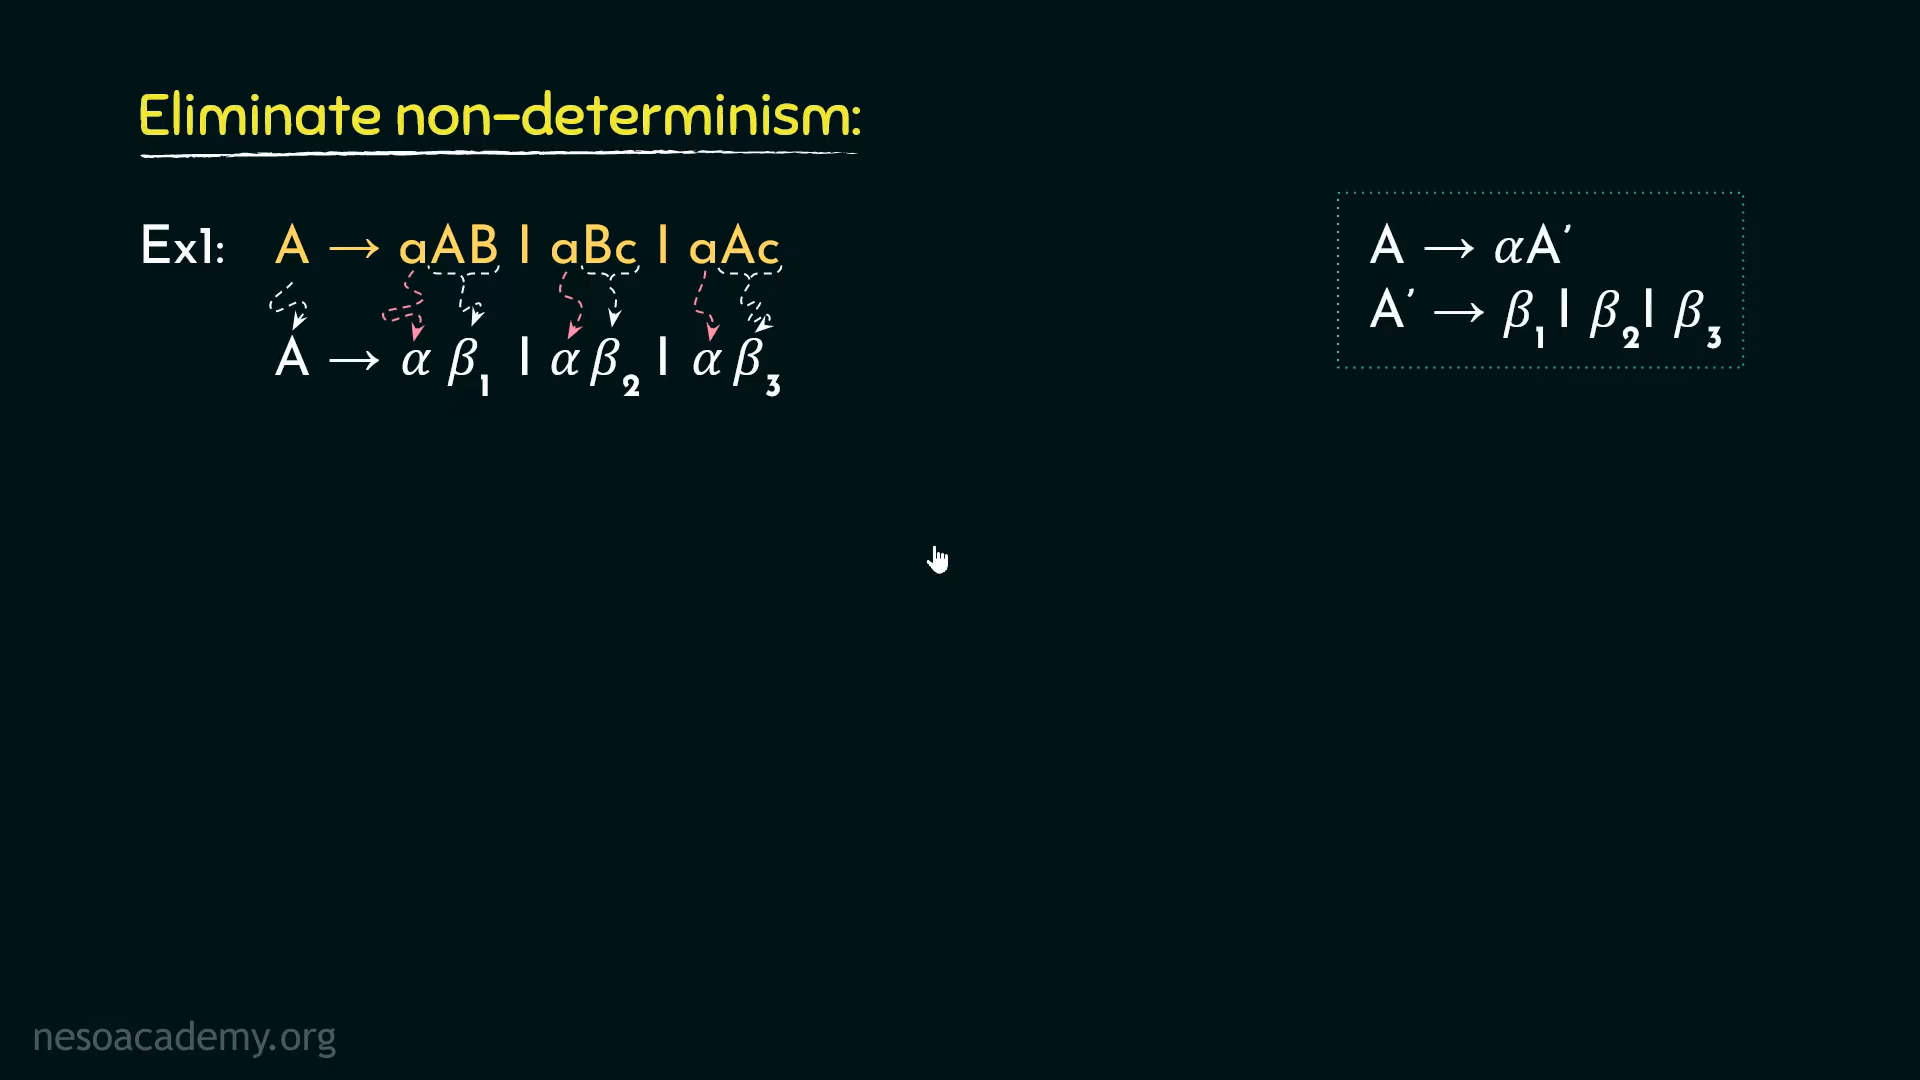 Eliminate non-determinism:
Ex1: A → aAB | aBc | aAc
A → α β₁ | α β₂ | α β₃
A → αA′
A′ → β₁ | β₂ | β₃
nesoacademy.org